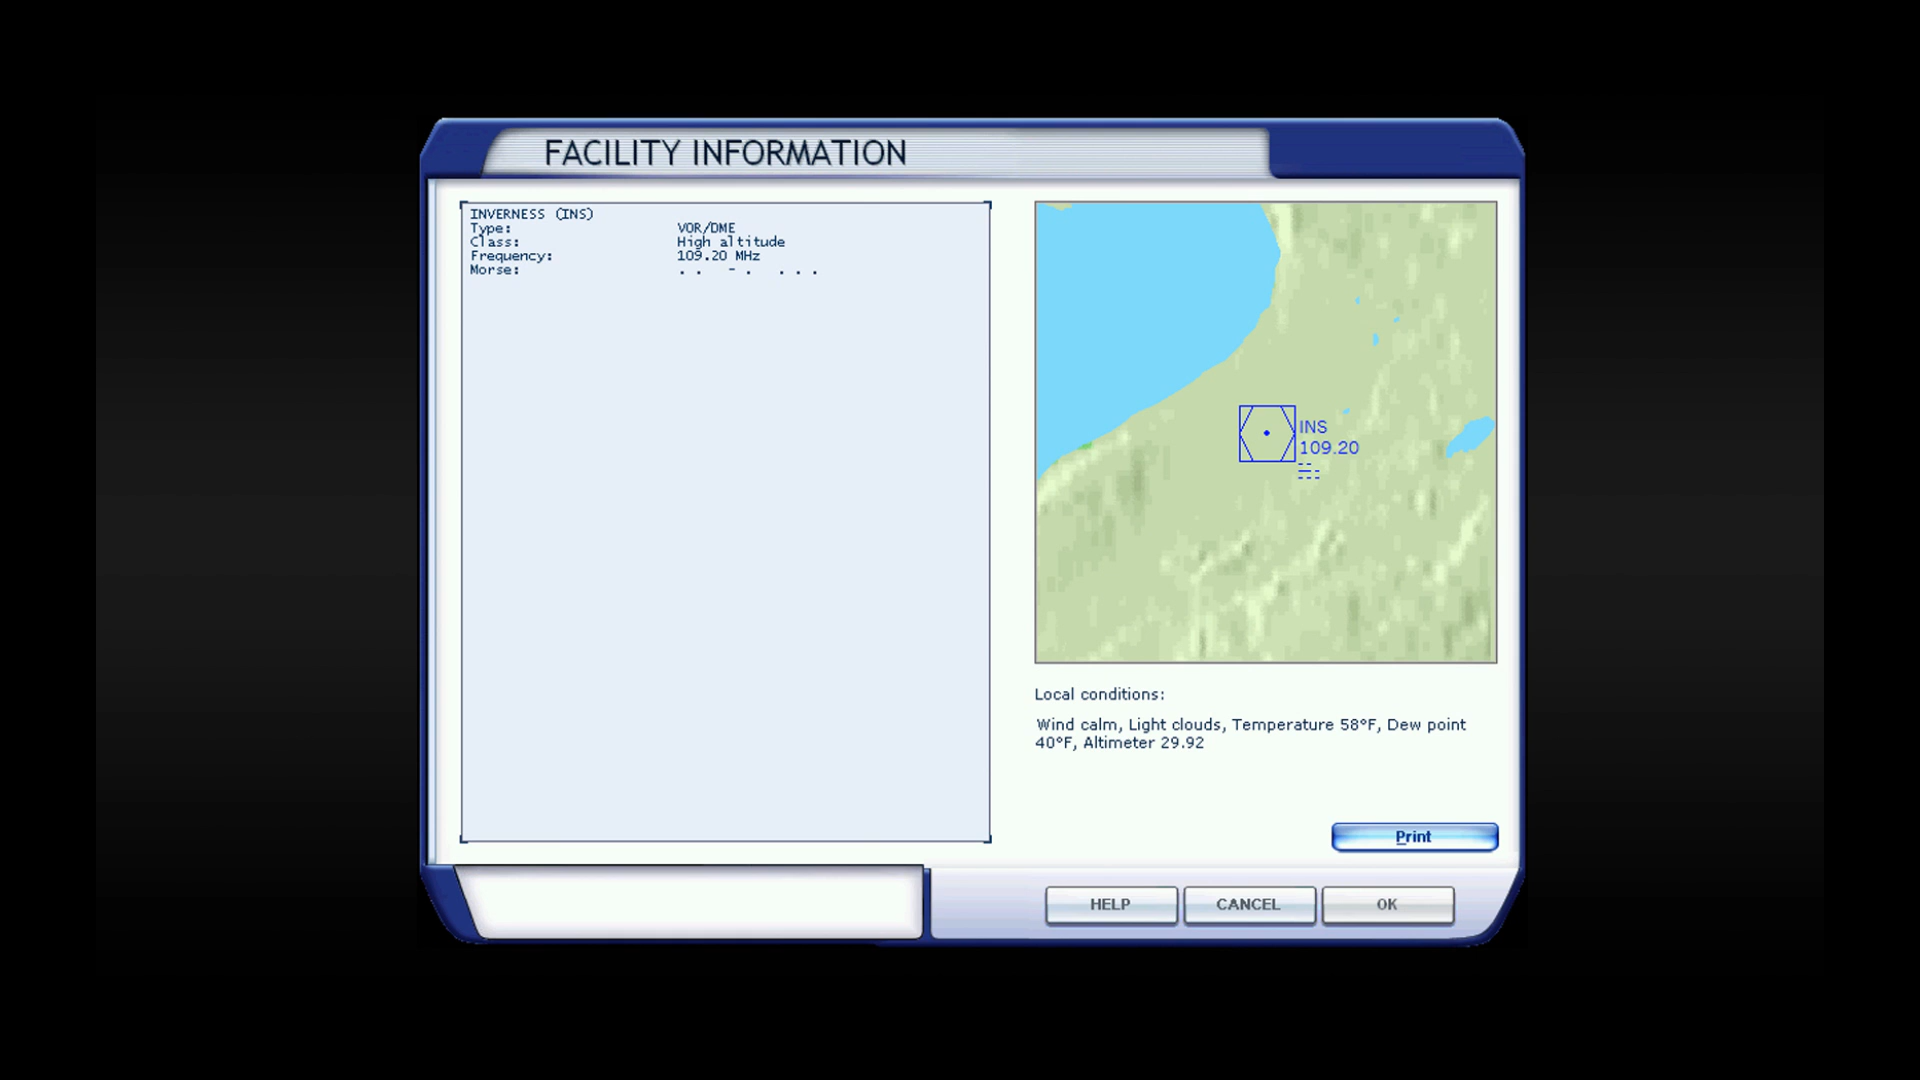 FACILITY INFORMATION
INVERNESS (INS)
Type: VOR/DME
Class: High altitude
Frequency: 109.20 MHz
Morse: . . - . . . .
INS
109.20
Local conditions:
Wind calm, Light clouds, Temperature 58°F, Dew point
40°F, Altimeter 29.92
Print
HELP CANCEL OK